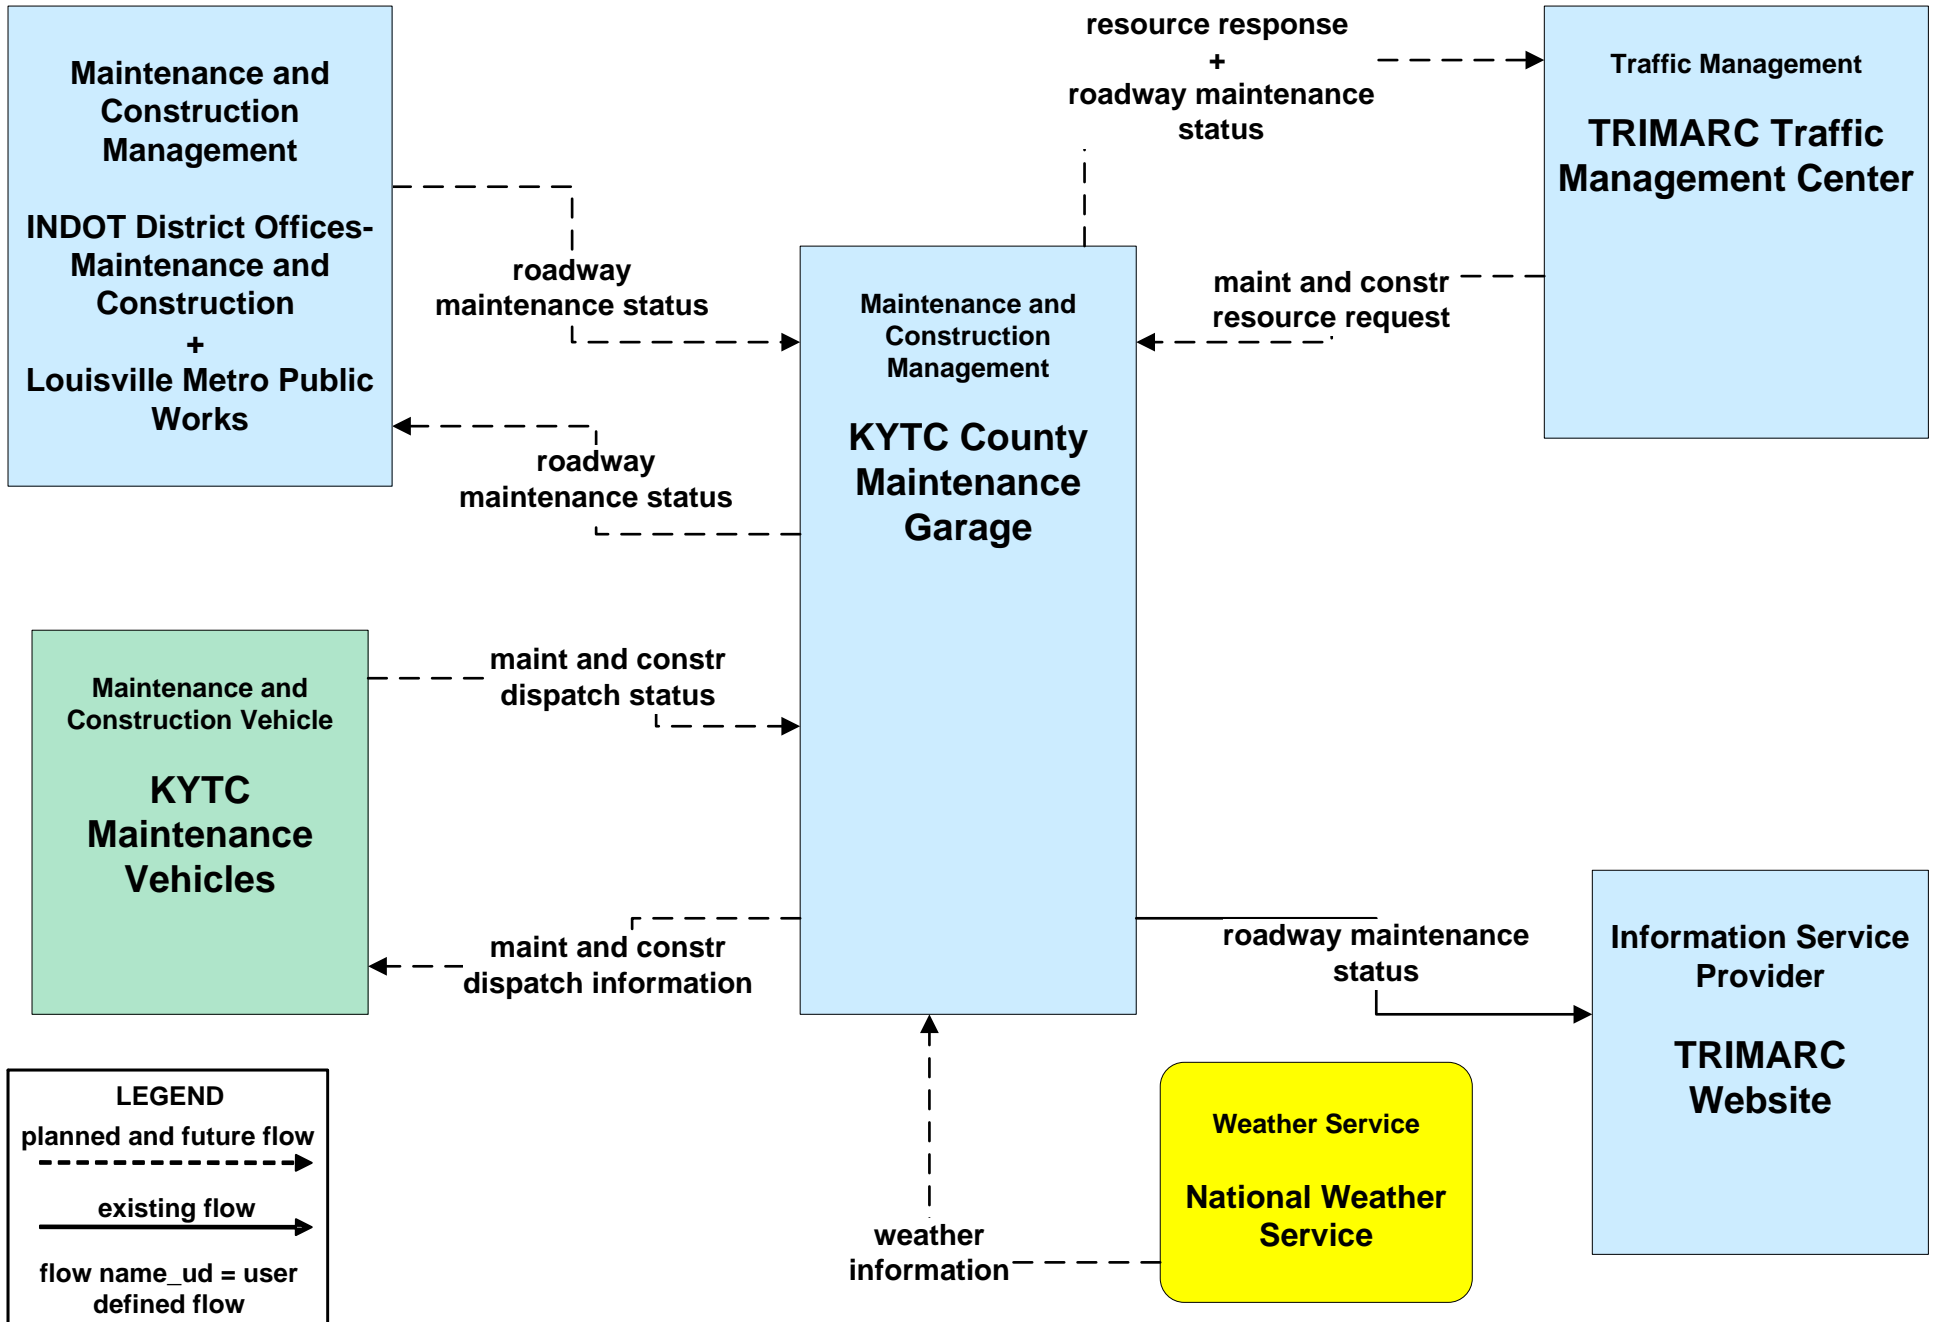 Maintenance and
Construction
Management
INDOT District Offices-
Maintenance and
Construction
+
Louisville Metro Public
Works
roadway
maintenance status
roadway
maintenance status
resource response
+
roadway maintenance
status
Traffic Management
TRIMARC Traffic
Management Center
maint and constr
resource request
Maintenance and
Construction
Management
KYTC County
Maintenance
Garage
Maintenance and
Construction Vehicle
KYTC
Maintenance
Vehicles
maint and constr
dispatch status
maint and constr
dispatch information
roadway maintenance
status
Information Service
Provider
TRIMARC
Website
Weather Service
National Weather
Service
weather
information
LEGEND
planned and future flow
existing flow
flow name_ud = user
defined flow